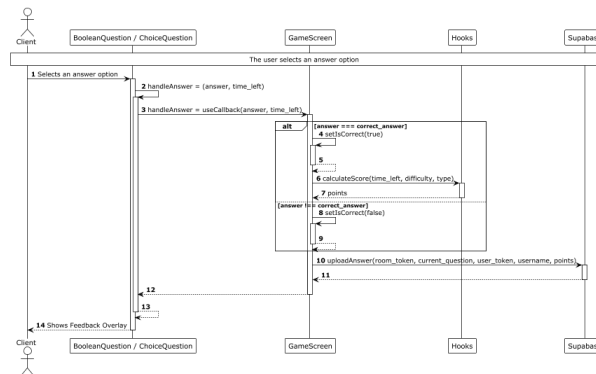 Client
BooleanQuestion / ChoiceQuestion
GameScreen
Hooks
Supabas
The user selects an answer option
1 Selects an answer option
2 handleAnswer = (answer, time_left)
3 handleAnswer = useCallback(answer, time_left)
alt [answer === correct_answer]
4 setIsCorrect(true)
5
6 calculateScore(time_left, difficulty, type)
7 points
[answer !== correct_answer]
8 setIsCorrect(false)
9
10 uploadAnswer(room_token, current_question, user_token, username, points)
11
12
13
14 Shows Feedback Overlay
Client
BooleanQuestion / ChoiceQuestion
GameScreen
Hooks
Supabas